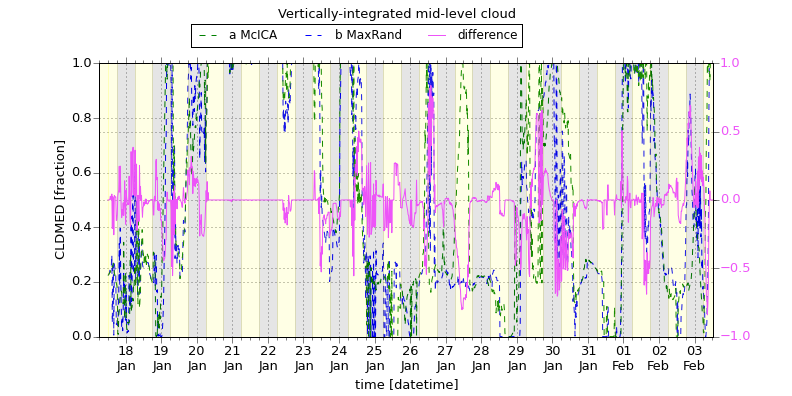 Vertically-integrated mid-level cloud
a McICA b MaxRand difference
1.0 0.8 0.6 0.4 0.2 0.0
CLDMED [fraction]
1.0 0.5 0.0 −0.5 −1.0
18 19 20 21 22 23 24 25 26 27 28 29 30 31 01 02 03
Jan Jan Jan Jan Jan Jan Jan Jan Jan Jan Jan Jan Jan Jan Feb Feb Feb
time [datetime]